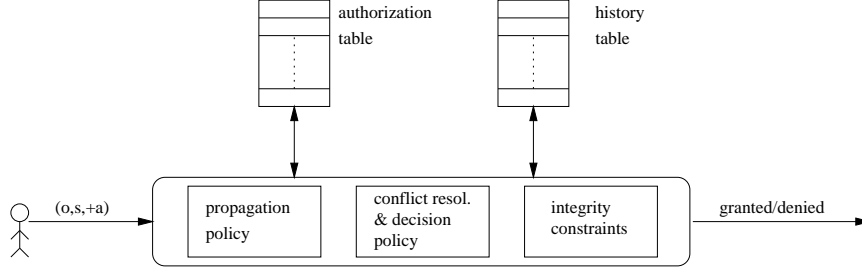 authorization
table
history
table
(o,s,+a)
propagation
policy
conflict resol.
& decision
policy
integrity
constraints
granted/denied